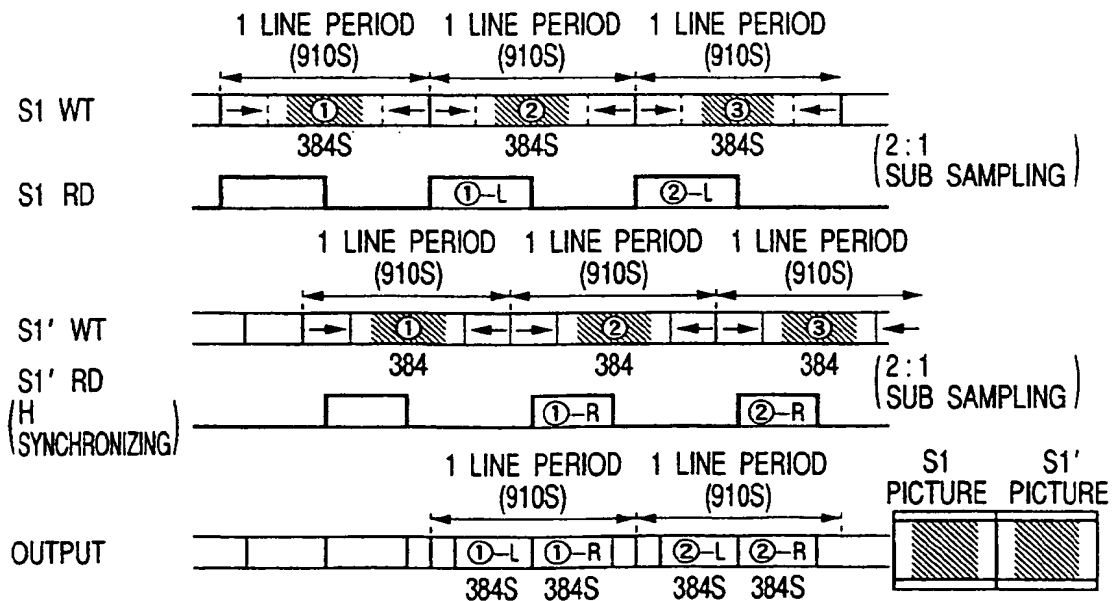 1 LINE PERIOD 1 LINE PERIOD 1 LINE PERIOD
(910S) (910S) (910S)
S1 WT ① ② ③
384S 384S 384S
(2:1
SUB SAMPLING)
S1 RD ①-L ②-L
1 LINE PERIOD 1 LINE PERIOD 1 LINE PERIOD
(910S) (910S) (910S)
S1' WT ① ② ③
384 384 384
S1' RD
(H
SYNCHRONIZING)
①-R ②-R
(2:1
SUB SAMPLING)
1 LINE PERIOD 1 LINE PERIOD
(910S) (910S)
S1 S1'
PICTURE PICTURE
OUTPUT ①-L ①-R ②-L ②-R
384S 384S 384S 384S